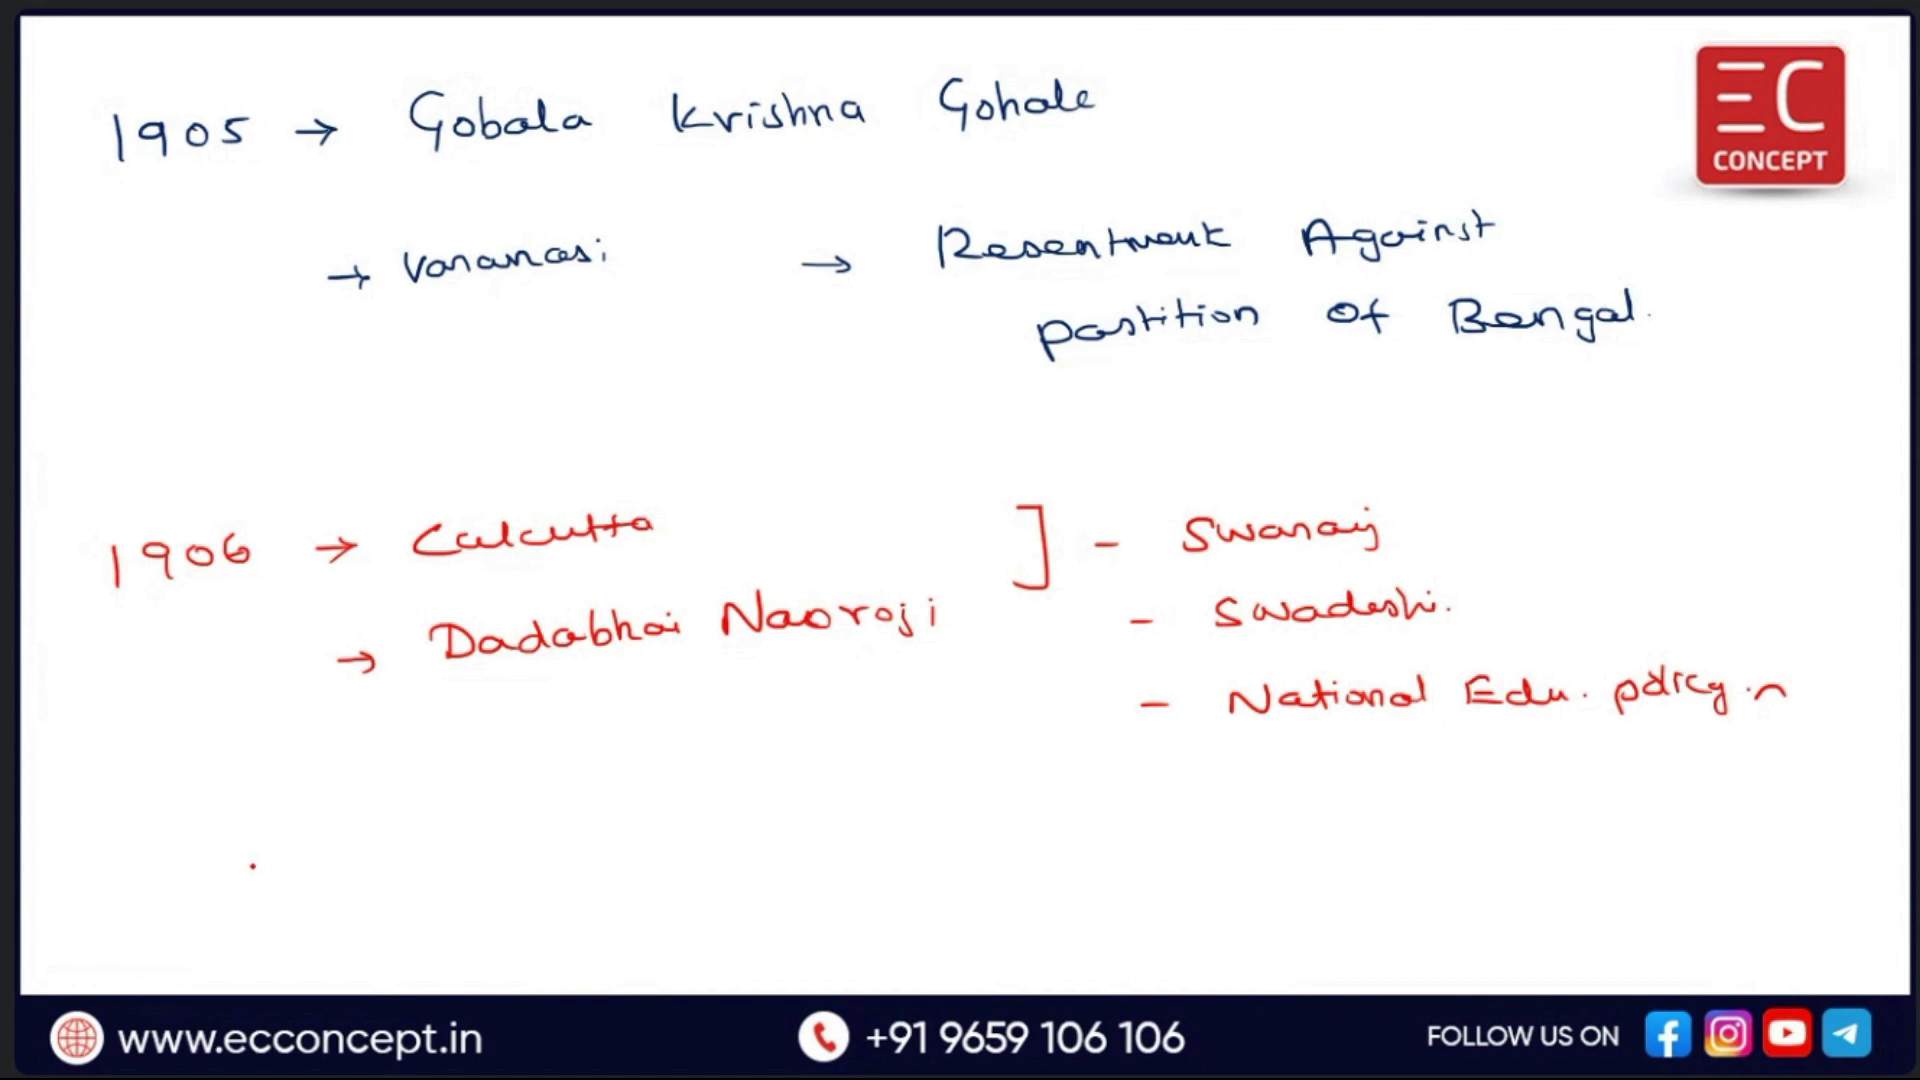 1905 → Gobala Krishna Gohale
→ Varanasi → Resentment Against
partition of Bengal.
1906 → Calcutta ] - Swaraj
→ Dadabhai Naoroji - Swadeshi.
- National Edu. policy.
EC
CONCEPT
www.ecconcept.in +91 9659 106 106 FOLLOW US ON